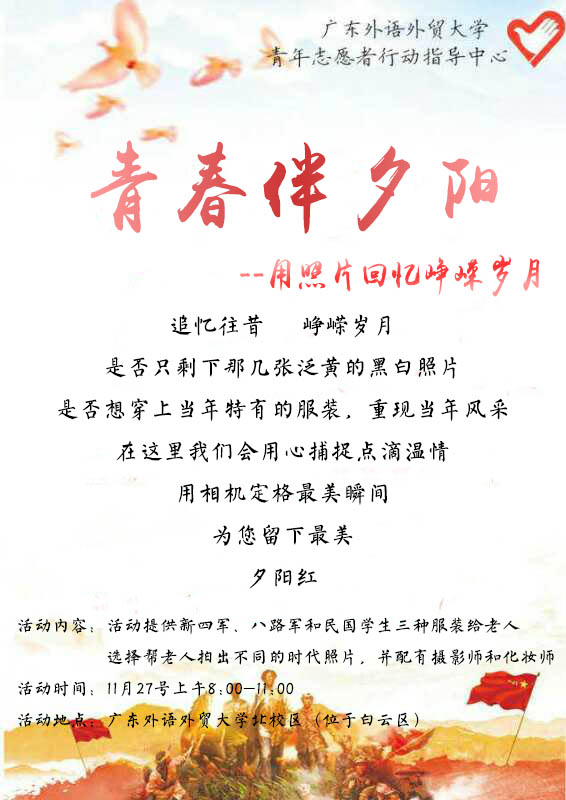 广东外语外贸大学
青年志愿者行动指导中心
青春伴夕阳
--用照片回忆峥嵘岁月
追忆往昔 峥嵘岁月
是否只剩下那几张泛黄的黑白照片
是否想穿上当年特有的服装，重现当年风采
在这里我们会用心捕捉点滴温情
用相机定格最美瞬间
为您留下最美
夕阳红
活动内容：活动提供新四军、八路军和民国学生三种服装给老人
选择帮老人拍出不同的时代照片，并配有摄影师和化妆师
活动时间：11月27号上午8:00-11:00
活动地点：广东外语外贸大学北校区（位于白云区）